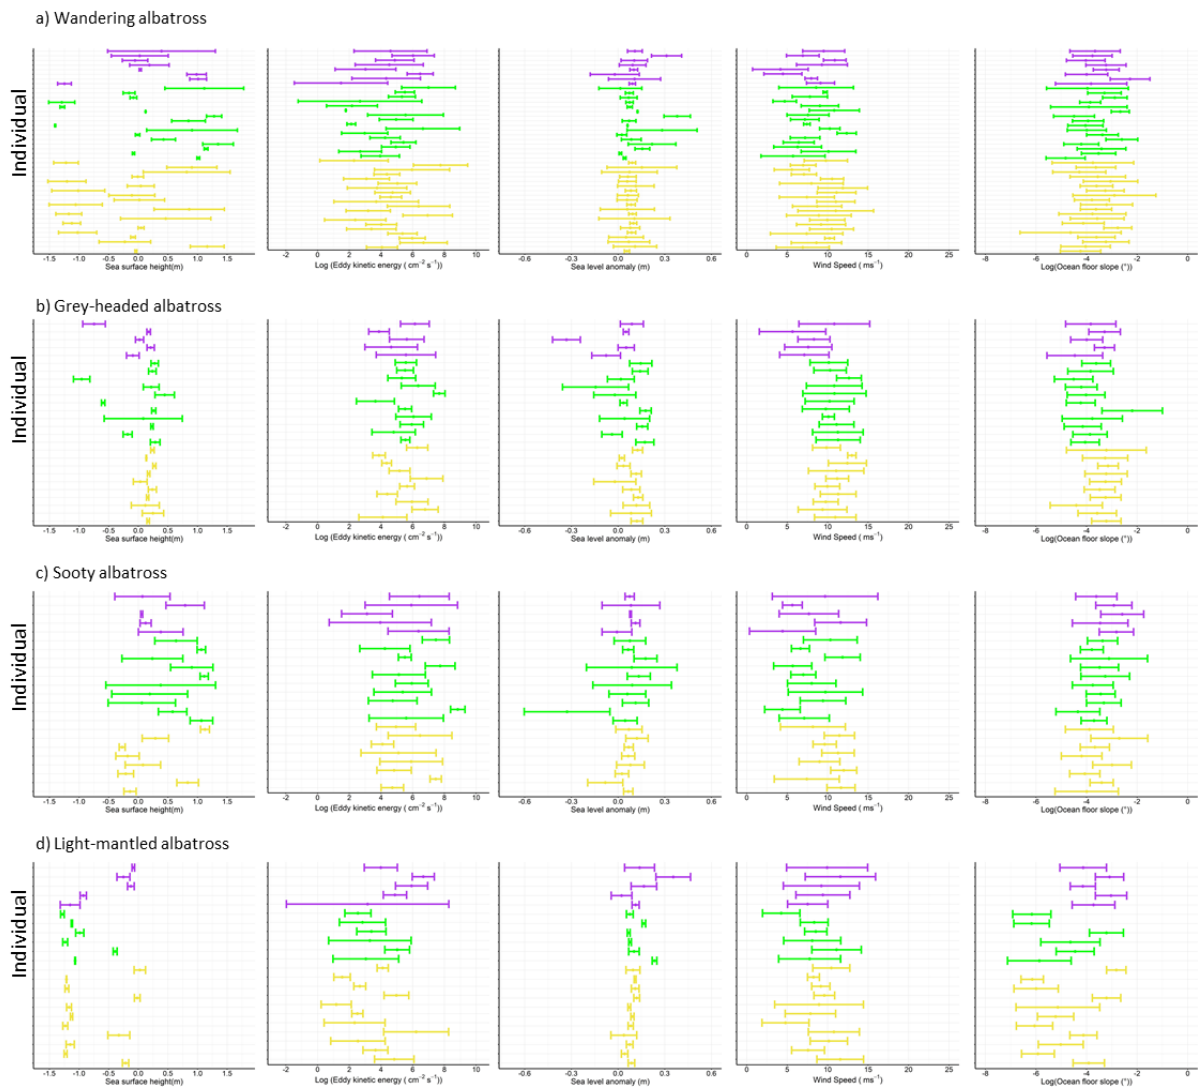 a) Wandering albatross
Individual
-1.5 -1.0 -0.5 0.0 0.5 1.0 1.5
Sea surface height(m)
-2 0 2 4 6 8 10
Log (Eddy kinetic energy ( cm⁻² s⁻¹))
-0.6 -0.3 0.0 0.3 0.6
Sea level anomaly (m)
0 5 10 15 20 25
Wind Speed ( ms⁻¹)
-8 -6 -4 -2 0
Log(Ocean floor slope (°))
b) Grey-headed albatross
Individual
-1.5 -1.0 -0.5 0.0 0.5 1.0 1.5
Sea surface height(m)
-2 0 2 4 6 8 10
Log (Eddy kinetic energy ( cm⁻² s⁻¹))
-0.6 -0.3 0.0 0.3 0.6
Sea level anomaly (m)
0 5 10 15 20 25
Wind Speed ( ms⁻¹)
-8 -6 -4 -2 0
Log(Ocean floor slope (°))
c) Sooty albatross
Individual
-1.5 -1.0 -0.5 0.0 0.5 1.0 1.5
Sea surface height(m)
-2 0 2 4 6 8 10
Log (Eddy kinetic energy ( cm⁻² s⁻¹))
-0.6 -0.3 0.0 0.3 0.6
Sea level anomaly (m)
0 5 10 15 20 25
Wind Speed ( ms⁻¹)
-8 -6 -4 -2 0
Log(Ocean floor slope (°))
d) Light-mantled albatross
Individual
-1.5 -1.0 -0.5 0.0 0.5 1.0 1.5
Sea surface height(m)
-2 0 2 4 6 8 10
Log (Eddy kinetic energy ( cm⁻² s⁻¹))
-0.6 -0.3 0.0 0.3 0.6
Sea level anomaly (m)
0 5 10 15 20 25
Wind Speed ( ms⁻¹)
-8 -6 -4 -2 0
Log(Ocean floor slope (°))